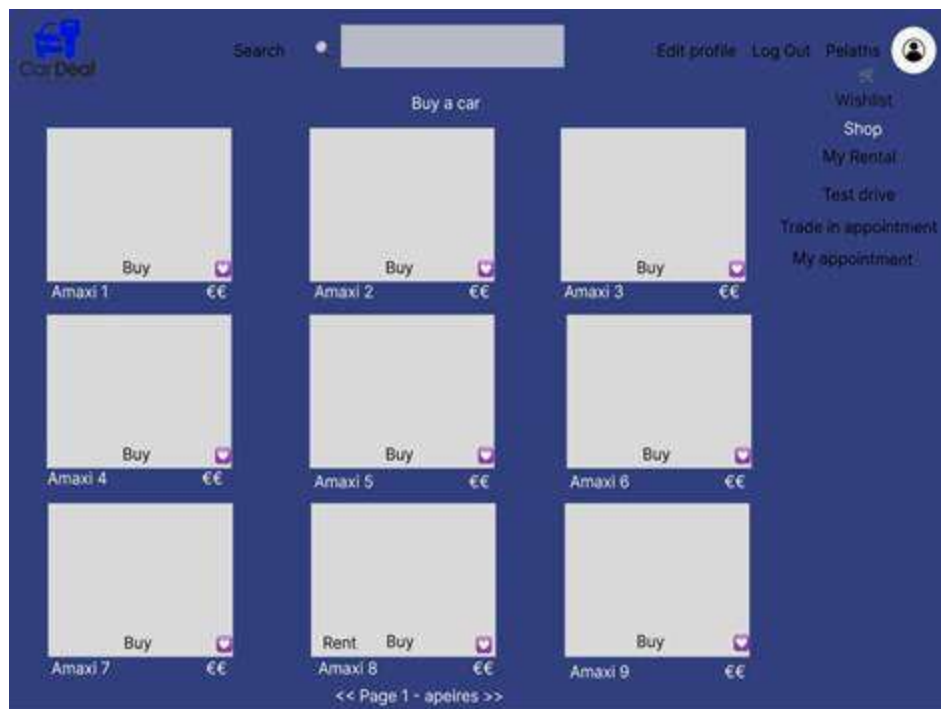 CarDeal
Search Edit profile Log Out Pelaths
Wishlist
Buy a car
Shop
My Rental
Test drive
Trade in appointment
My appointment
Buy Buy Buy
Amaxi 1 €€ Amaxi 2 €€ Amaxi 3 €€
Buy Buy Buy
Amaxi 4 €€ Amaxi 5 €€ Amaxi 6 €€
Buy Rent Buy Buy
Amaxi 7 €€ Amaxi 8 €€ Amaxi 9 €€
<< Page 1 - apeires >>